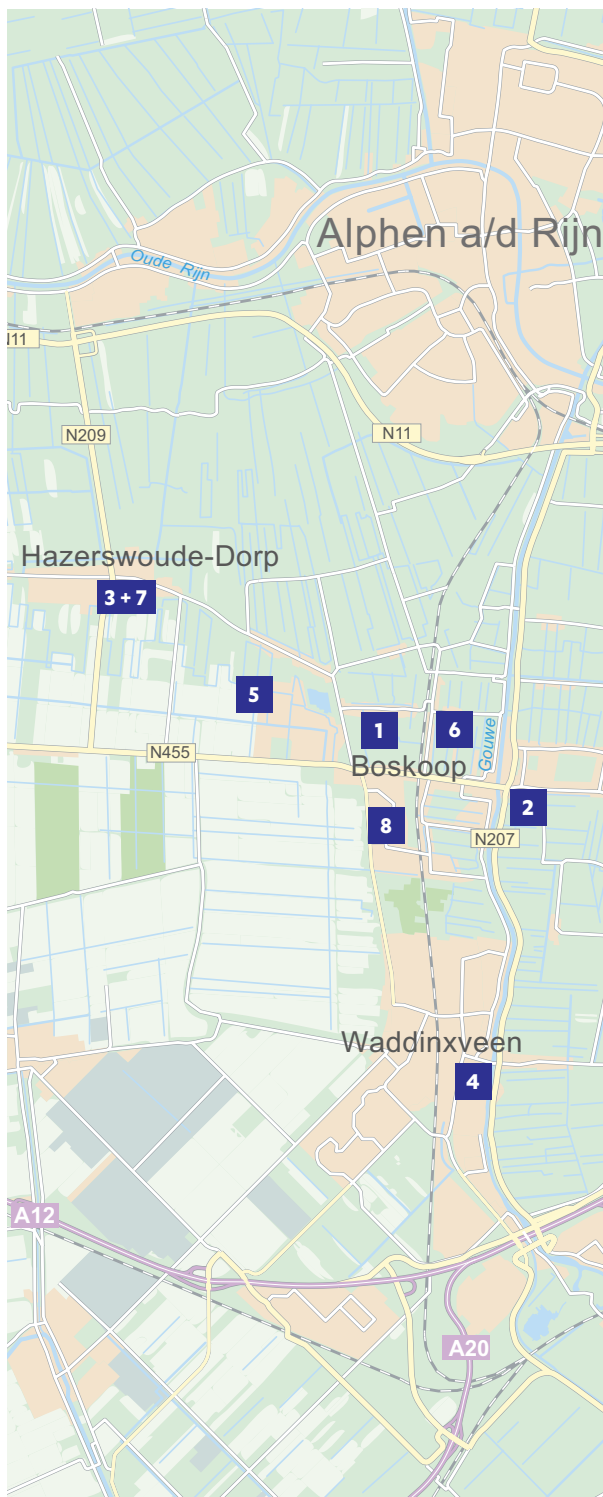 Alphen a/d Rijn
Oude Rijn
N11
N209
N11
Hazerswoude-Dorp
3 + 7
5
1
6
Gouwe
N455
Boskoop
2
8
N207
Waddinxveen
4
A12
A20